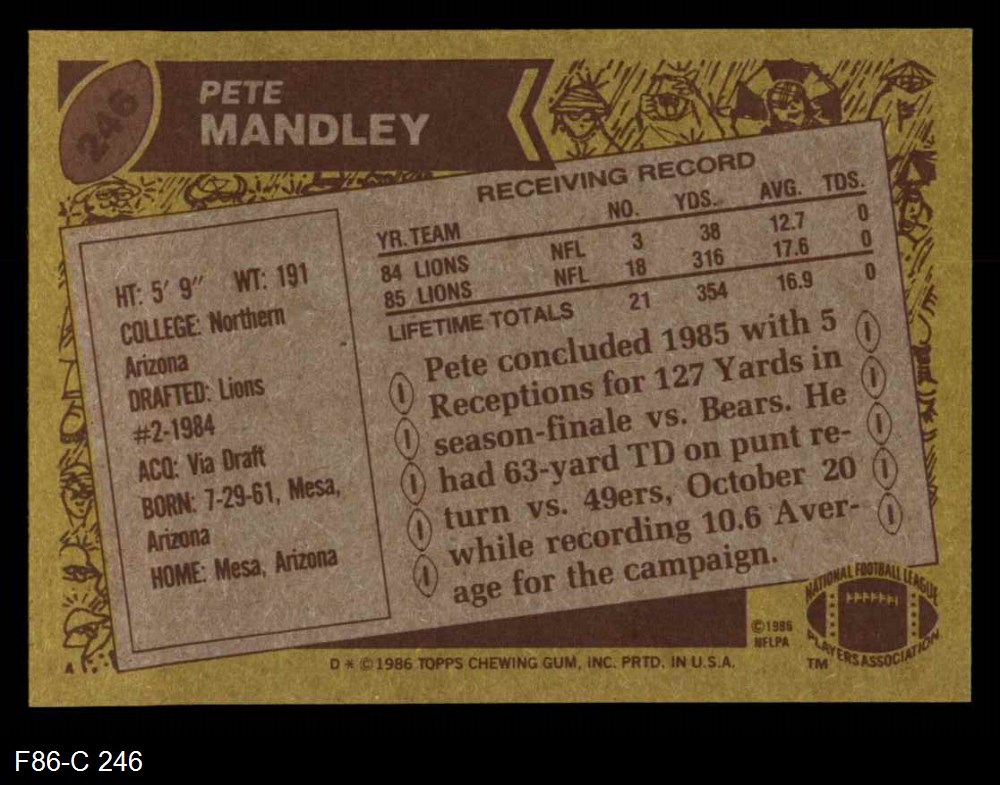 246
PETE
MANDLEY
RECEIVING RECORD
YR. TEAM NO. YDS. AVG. TDS.
84 LIONS NFL 3 38 12.7 0
85 LIONS NFL 18 316 17.6 0
LIFETIME TOTALS 21 354 16.9 0
HT: 5' 9" WT: 191
COLLEGE: Northern
Arizona
DRAFTED: Lions
#2-1984
ACQ: Via Draft
BORN: 7-29-61, Mesa,
Arizona
HOME: Mesa, Arizona
Pete concluded 1985 with 5
Receptions for 127 Yards in
season-finale vs. Bears. He
had 63-yard TD on punt re-
turn vs. 49ers, October 20
while recording 10.6 Aver-
age for the campaign.
NATIONAL FOOTBALL LEAGUE
PLAYERS ASSOCIATION
TM
©1986
NFLPA
A
D * © 1986 TOPPS CHEWING GUM, INC. PRTD. IN U.S.A.
F86-C 246